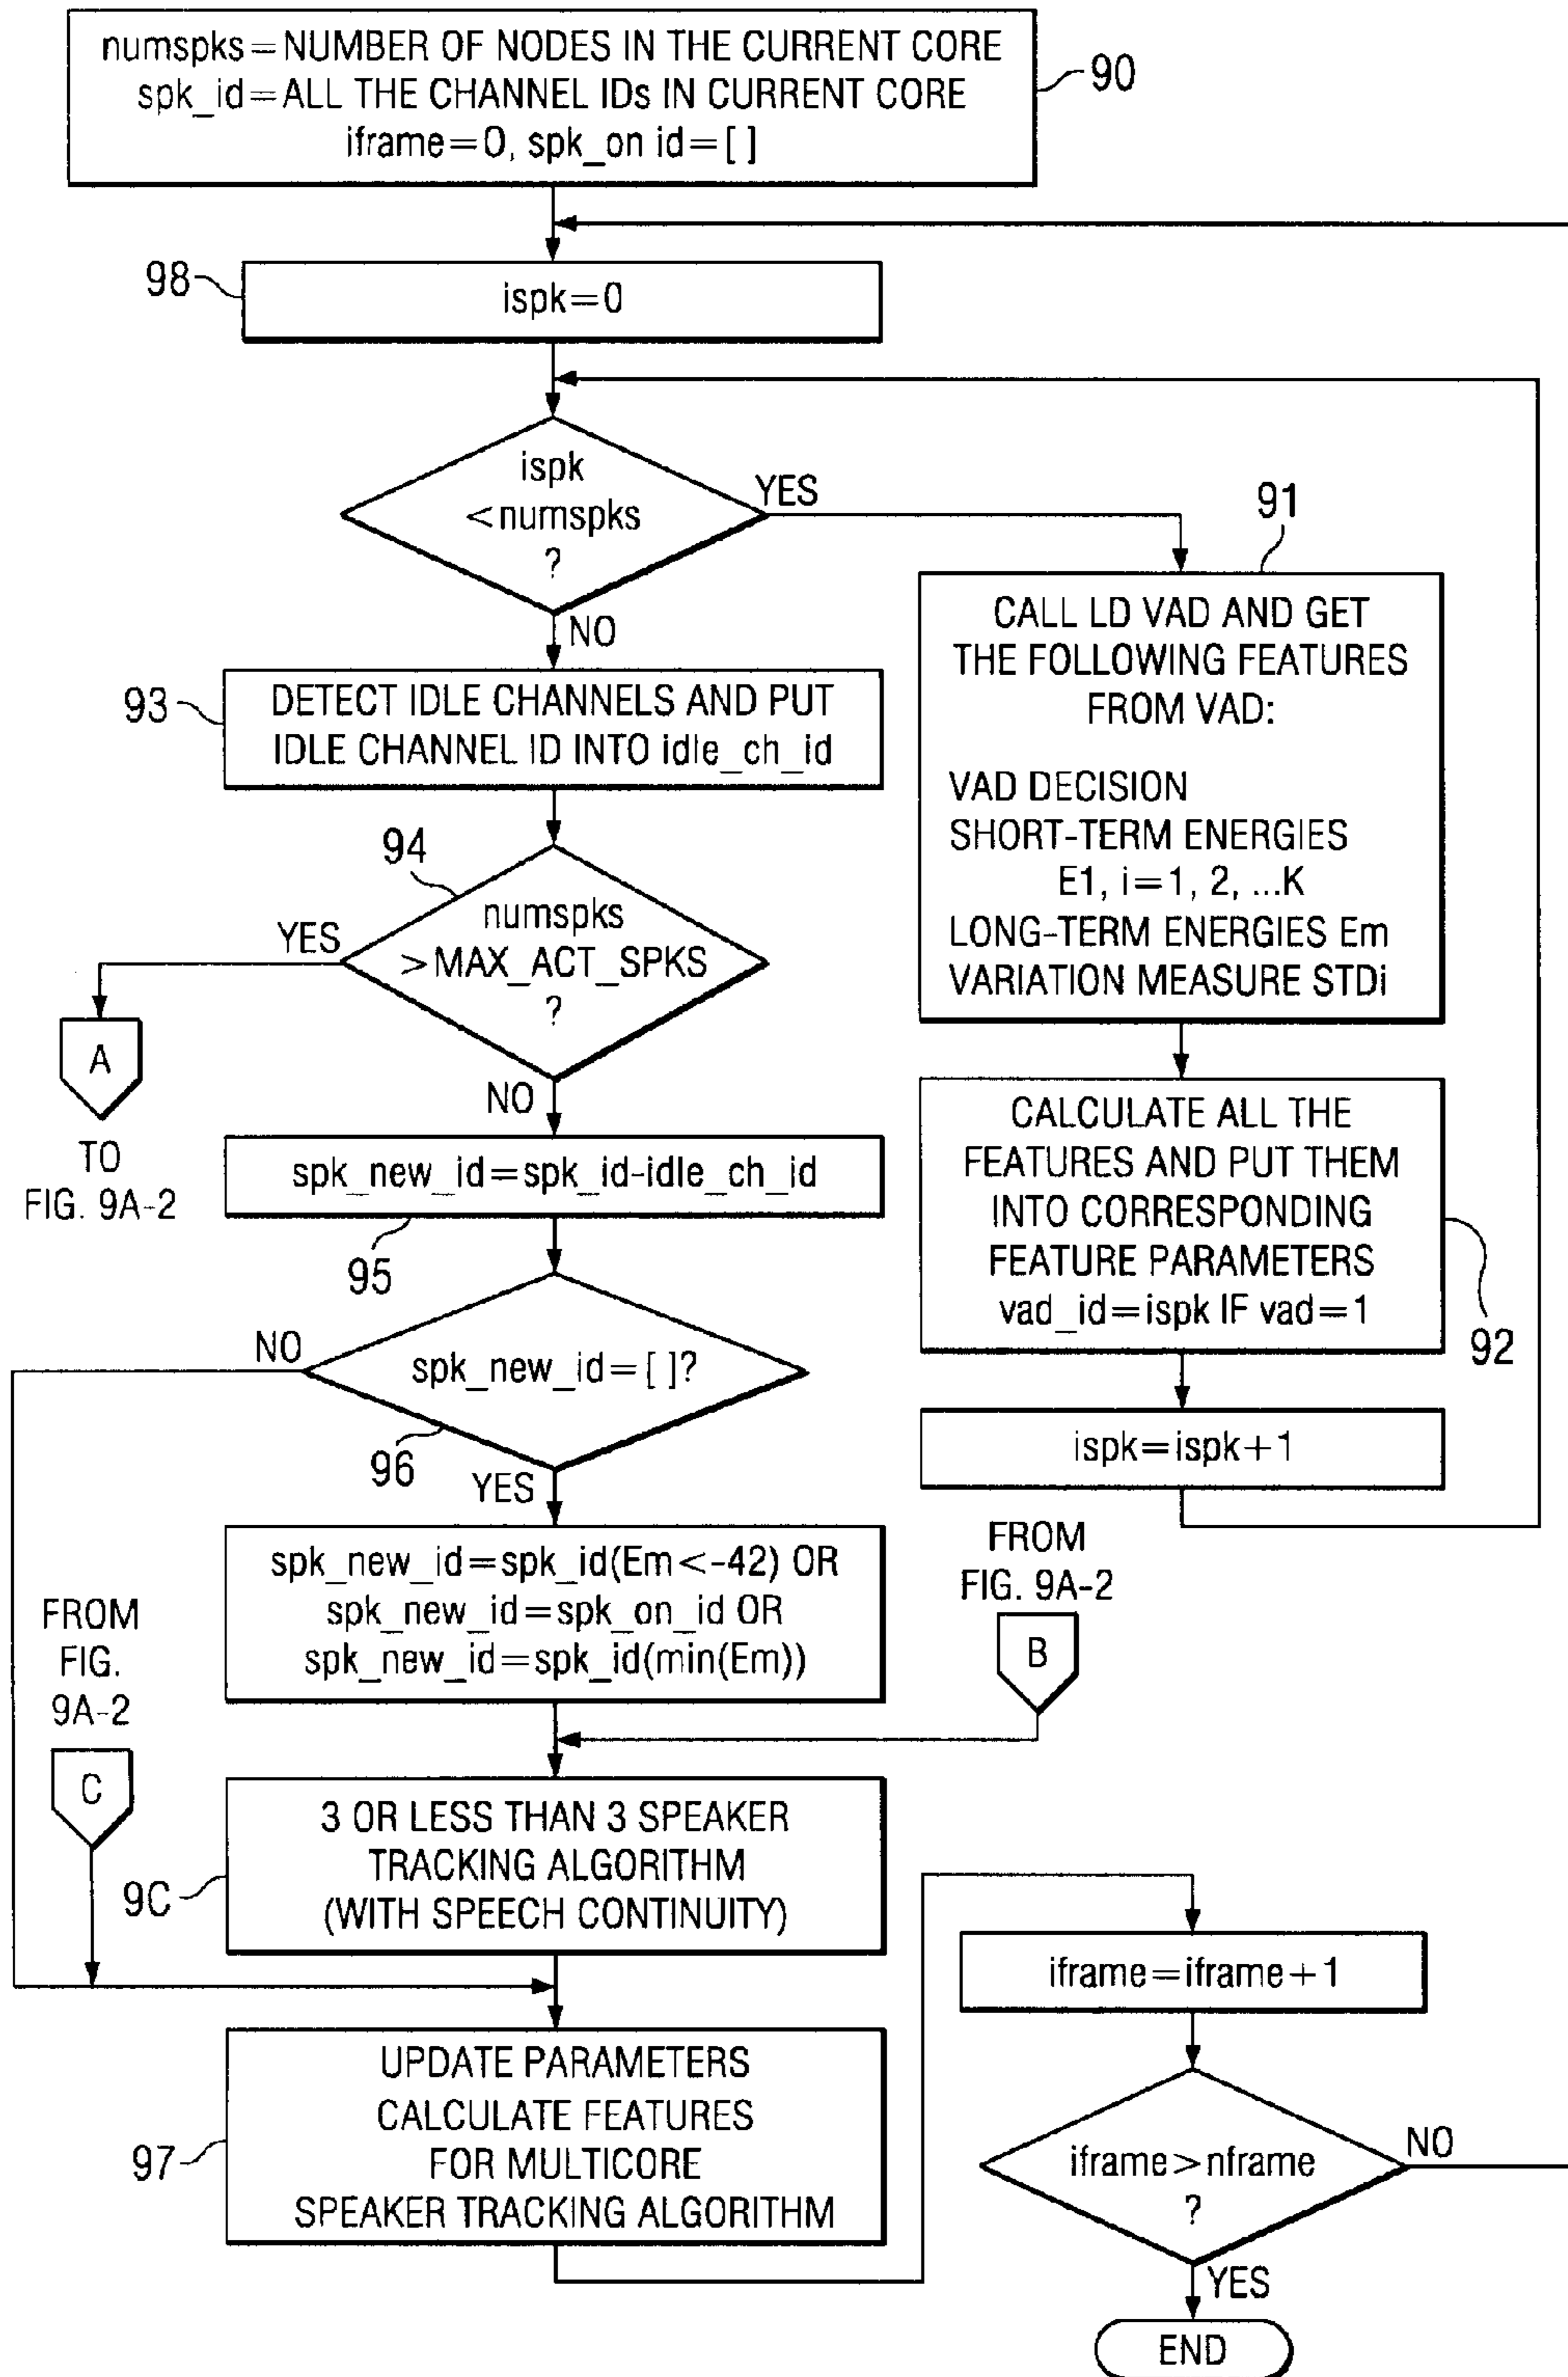 numspks=NUMBER OF NODES IN THE CURRENT CORE
spk_id=ALL THE CHANNEL IDs IN CURRENT CORE
iframe=0, spk_on id=[ ]
90
98
ispk=0
ispk
<numspks
?
YES
NO
91
CALL LD VAD AND GET
THE FOLLOWING FEATURES
FROM VAD:
VAD DECISION
SHORT-TERM ENERGIES
E1, i=1, 2, ...K
LONG-TERM ENERGIES Em
VARIATION MEASURE STDi
93
DETECT IDLE CHANNELS AND PUT
IDLE CHANNEL ID INTO idle_ch_id
94
numspks
>MAX_ACT_SPKS
?
YES
A
TO
FIG. 9A-2
NO
CALCULATE ALL THE
FEATURES AND PUT THEM
INTO CORRESPONDING
FEATURE PARAMETERS
vad_id=ispk IF vad=1
92
spk_new_id=spk_id-idle_ch_id
95
NO
spk_new_id=[ ]?
96
YES
ispk=ispk+1
spk_new_id=spk_id(Em<-42) OR
spk_new_id=spk_on_id OR
spk_new_id=spk_id(min(Em))
FROM
FIG. 9A-2
B
FROM
FIG.
9A-2
C
3 OR LESS THAN 3 SPEAKER
TRACKING ALGORITHM
(WITH SPEECH CONTINUITY)
9C
UPDATE PARAMETERS
CALCULATE FEATURES
FOR MULTICORE
SPEAKER TRACKING ALGORITHM
97
iframe=iframe+1
iframe>nframe
?
NO
YES
END